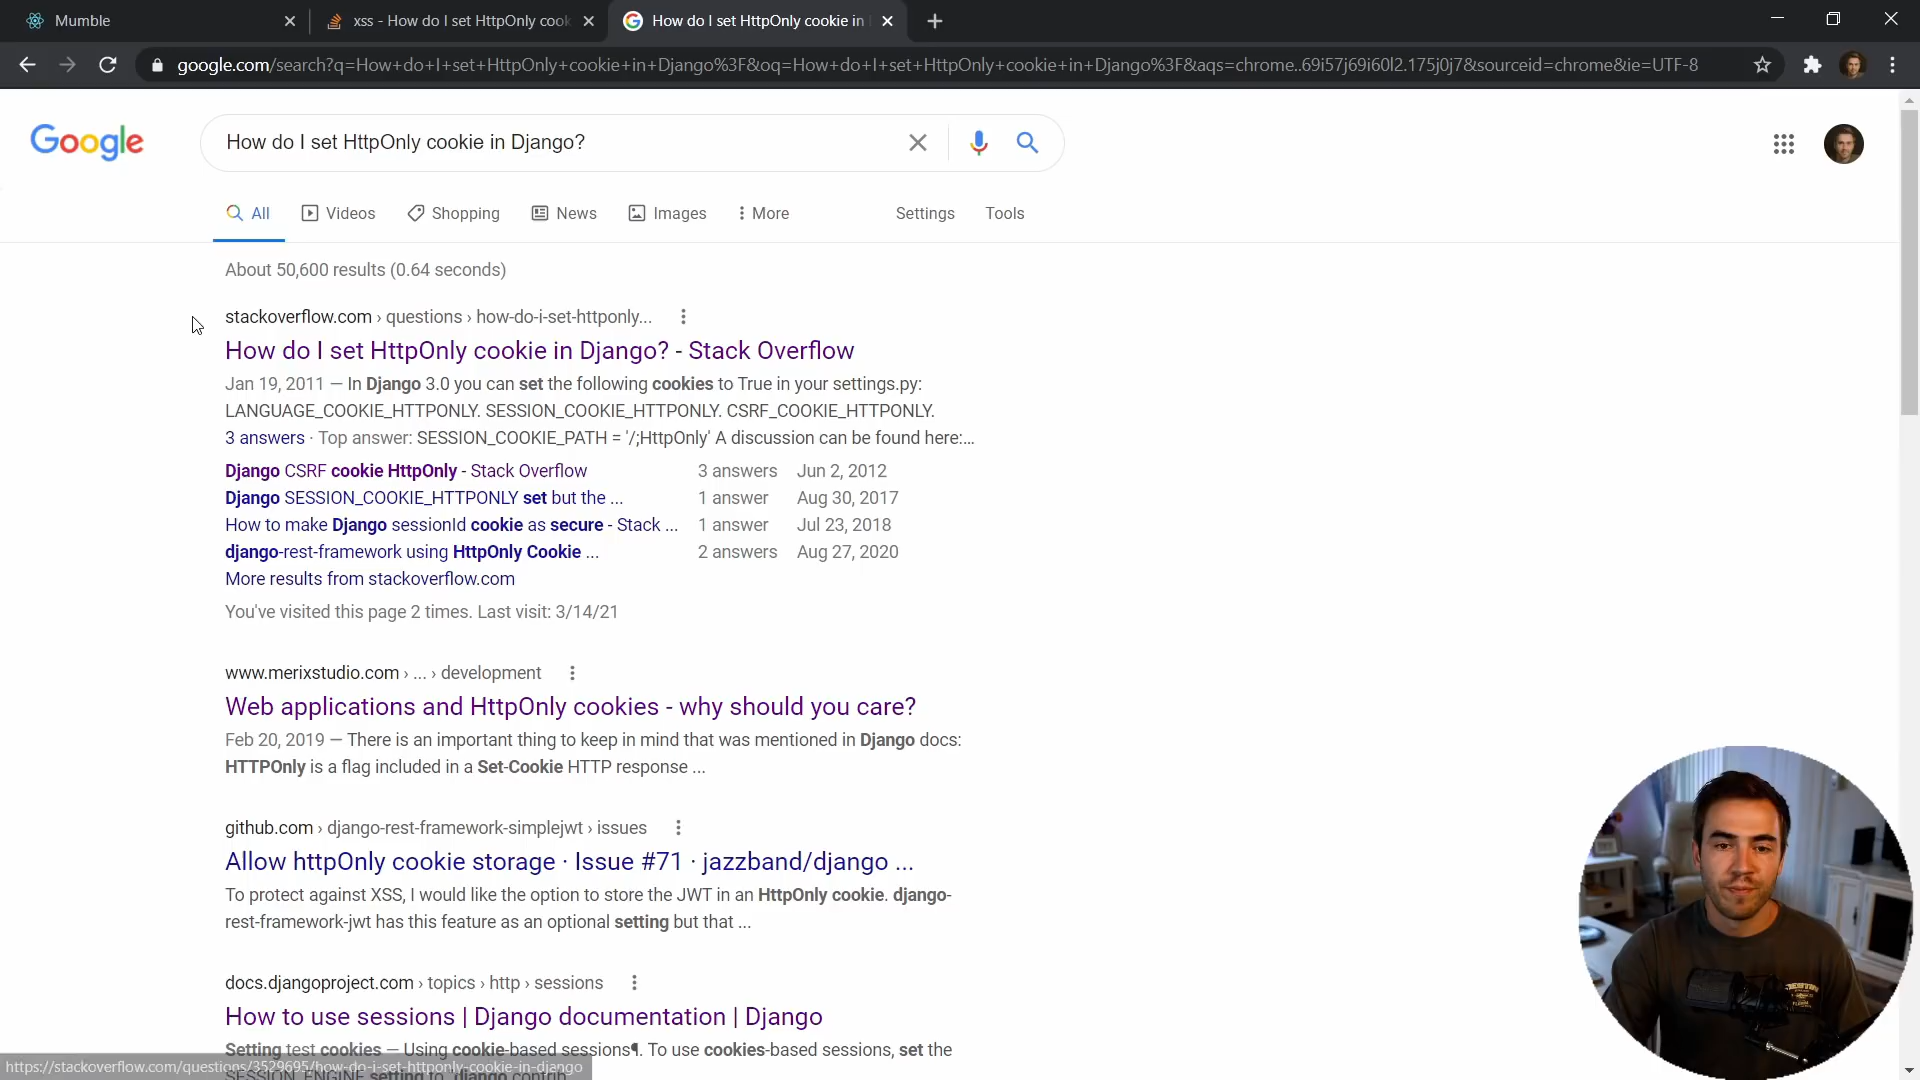 Mumble
xss - How do I set HttpOnly cook
How do I set HttpOnly cookie in
google.com/search?q=How+do+I+set+HttpOnly+cookie+in+Django%3F&oq=How+do+I+set+HttpOnly+cookie+in+Django%3F&aqs=chrome..69i57j69i60l2.175j0j7&sourceid=chrome&ie=UTF-8
Google
How do I set HttpOnly cookie in Django?
All Videos Shopping News Images More Settings Tools
About 50,600 results (0.64 seconds)
stackoverflow.com › questions › how-do-i-set-httponly...
How do I set HttpOnly cookie in Django? - Stack Overflow
Jan 19, 2011 — In Django 3.0 you can set the following cookies to True in your settings.py:
LANGUAGE_COOKIE_HTTPONLY. SESSION_COOKIE_HTTPONLY. CSRF_COOKIE_HTTPONLY.
3 answers · Top answer: SESSION_COOKIE_PATH = '/;HttpOnly' A discussion can be found here:...
Django CSRF cookie HttpOnly - Stack Overflow 3 answers Jun 2, 2012
Django SESSION_COOKIE_HTTPONLY set but the ... 1 answer Aug 30, 2017
How to make Django sessionId cookie as secure - Stack ... 1 answer Jul 23, 2018
django-rest-framework using HttpOnly Cookie ... 2 answers Aug 27, 2020
More results from stackoverflow.com
You've visited this page 2 times. Last visit: 3/14/21
www.merixstudio.com › ... › development
Web applications and HttpOnly cookies - why should you care?
Feb 20, 2019 — There is an important thing to keep in mind that was mentioned in Django docs:
HTTPOnly is a flag included in a Set-Cookie HTTP response ...
github.com › django-rest-framework-simplejwt › issues
Allow httpOnly cookie storage · Issue #71 · jazzband/django ...
To protect against XSS, I would like the option to store the JWT in an HttpOnly cookie. django-
rest-framework-jwt has this feature as an optional setting but that ...
docs.djangoproject.com › topics › http › sessions
How to use sessions | Django documentation | Django
Setting test cookies — Using cookie-based sessions¶. To use cookies-based sessions, set the
https://stackoverflow.com/questions/3529695/how-do-i-set-httponly-cookie-in-django
SESSION_ENGINE setting to